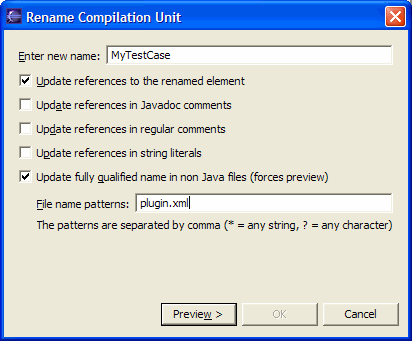 Rename Compilation Unit
Enter new name: MyTestCase
Update references to the renamed element
Update references in Javadoc comments
Update references in regular comments
Update references in string literals
Update fully qualified name in non Java files (forces preview)
File name patterns: plugin.xml
The patterns are separated by comma (* = any string, ? = any character)
Preview > OK Cancel